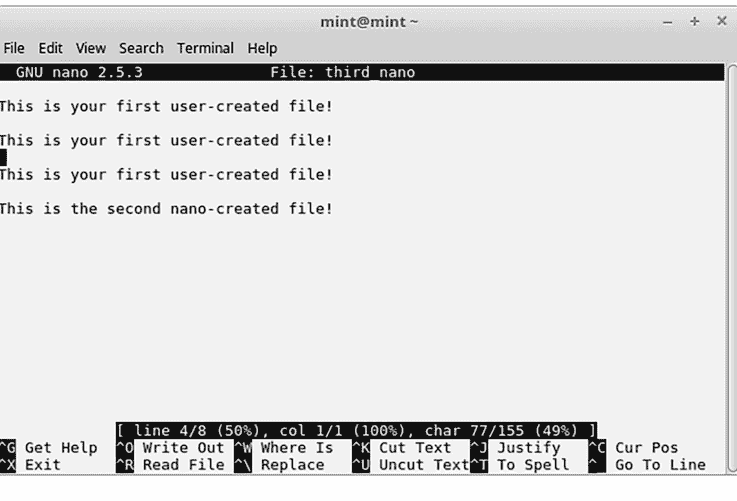 mint@mint ~
File Edit View Search Terminal Help
GNU nano 2.5.3 File: third_nano
This is your first user-created file!
This is your first user-created file!
This is your first user-created file!
This is the second nano-created file!
[ line 4/8 (50%), col 1/1 (100%), char 77/155 (49%) ]
^G Get Help ^O Write Out ^W Where Is ^K Cut Text ^J Justify ^C Cur Pos
^X Exit ^R Read File ^\ Replace ^U Uncut Text ^T To Spell ^_ Go To Line